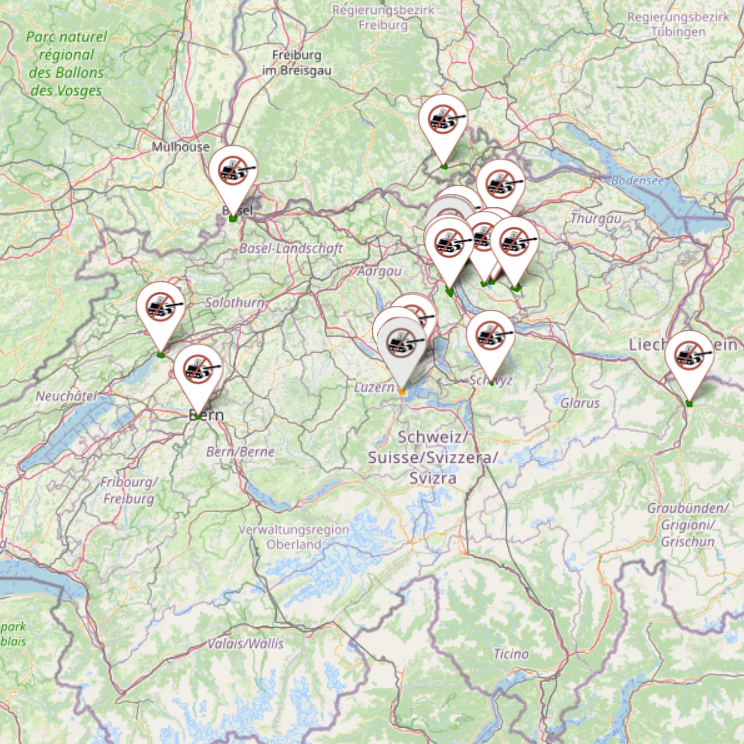 Regierungsbezirk
Freiburg
Regierungsbezirk
Tübingen
Parc naturel
régional
des Ballons
des Vosges
Freiburg
im Breisgau
Mulhouse
Bodensee
Basel
Thurgau
Basel-Landschaft
Aargau
Solothurn
Liechtenstein
Luzern
Schwyz
Neuchâtel
Glarus
Bern
Schweiz/
Suisse/Svizzera/
Svizra
Bern/Berne
Fribourg/
Freiburg
Graubünden/
Grigioni/
Grischun
Verwaltungsregion
Oberland
park
blais
Valais/Wallis
Ticino